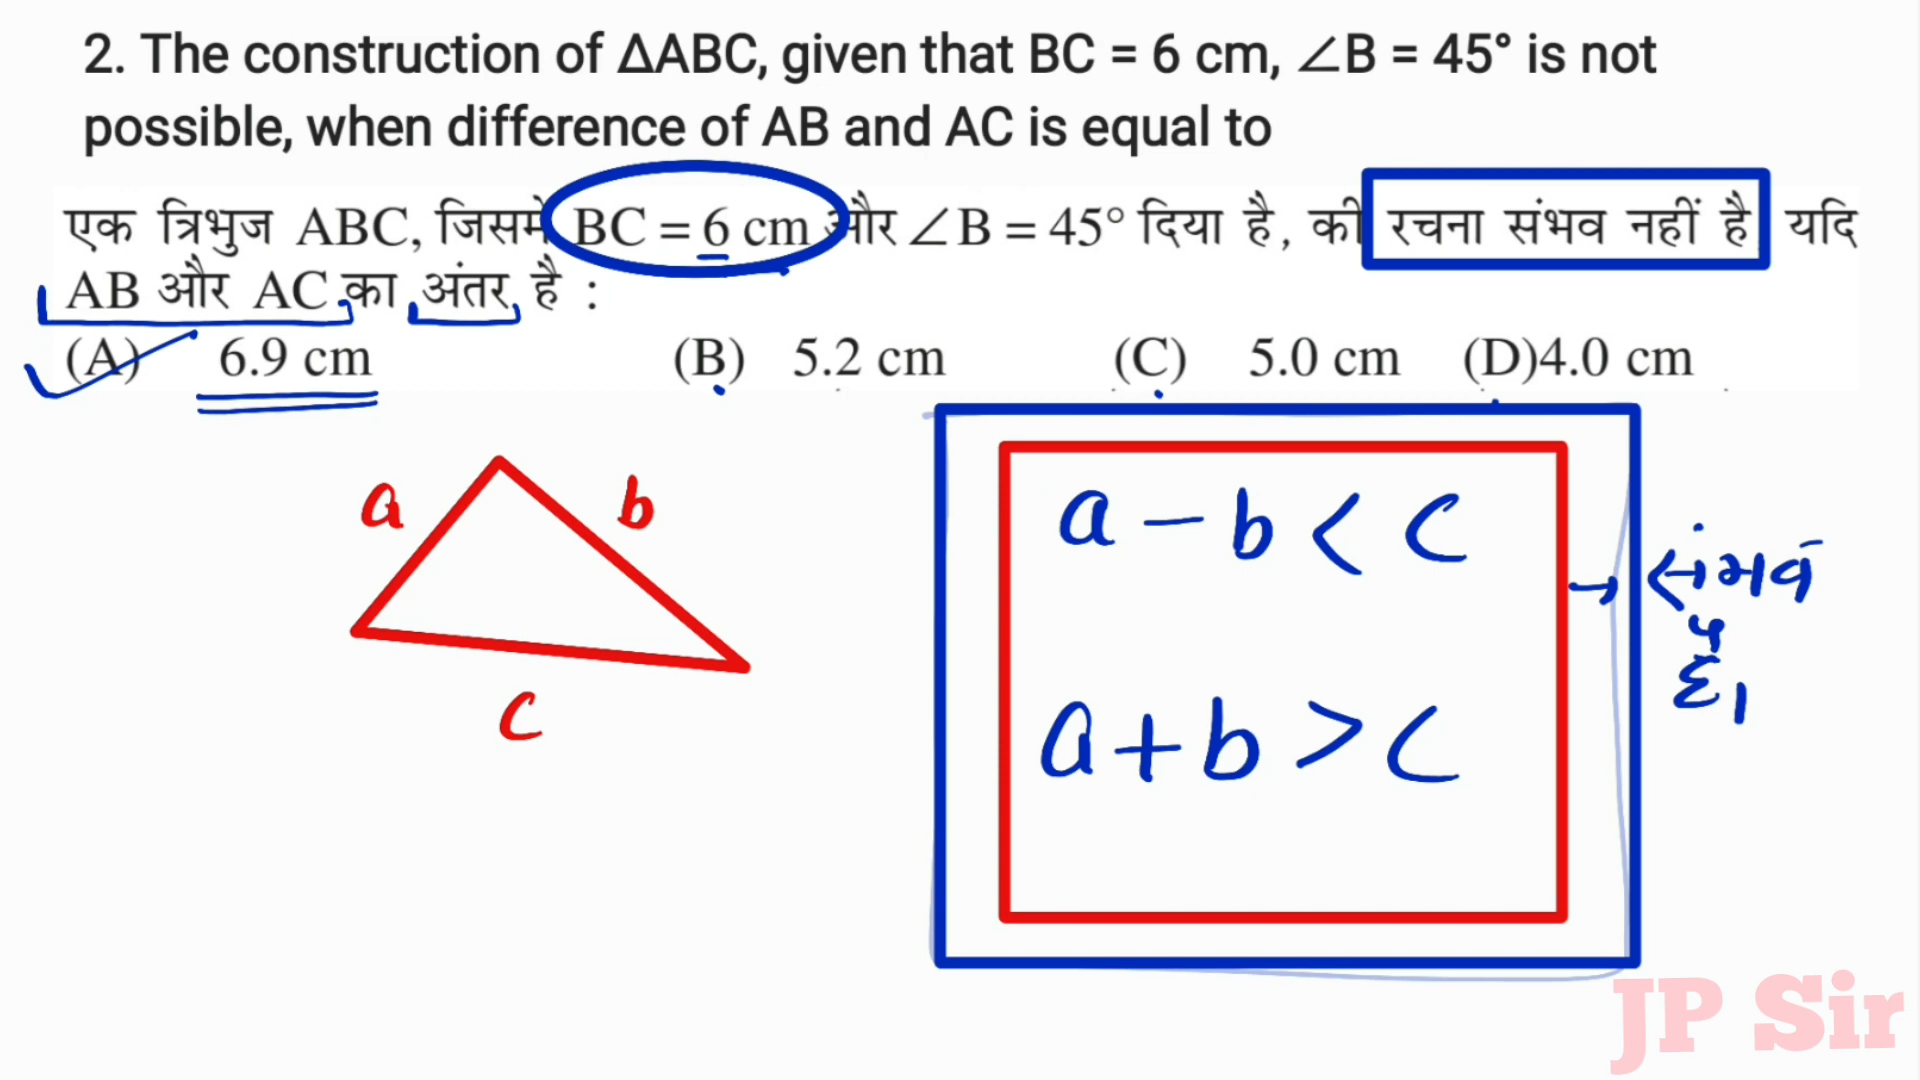 2. The construction of ΔABC, given that BC = 6 cm, ∠B = 45° is not
possible, when difference of AB and AC is equal to
एक त्रिभुज ABC, जिसमें BC = 6 cm और ∠B = 45° दिया है, की रचना संभव नहीं है यदि
AB और AC का अंतर है :
(A) 6.9 cm (B) 5.2 cm (C) 5.0 cm (D)4.0 cm
a b
c
a - b < c
→ संभव
है।
a + b > c
JP Sir